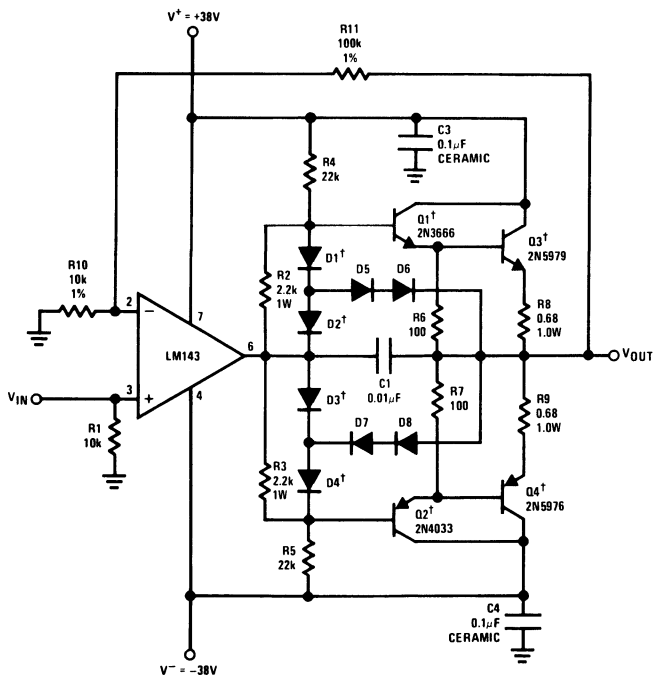 V⁺ = +38V
R11
100k
1%
C3
0.1µF
CERAMIC
R4
22k
Q1†
2N3666
Q3†
2N5979
D1†
R10
10k
1%
R2
2.2k
1W
D5 D6
R6
100
R8
0.68
1.0W
2
−
7
D2†
LM143
6
VOUT
VIN
3
+
4
C1
0.01µF
R7
100
R9
0.68
1.0W
R1
10k
D3†
D7 D8
R3
2.2k
1W
D4†
Q2†
2N4033
Q4†
2N5976
R5
22k
C4
0.1µF
CERAMIC
V⁻ = −38V